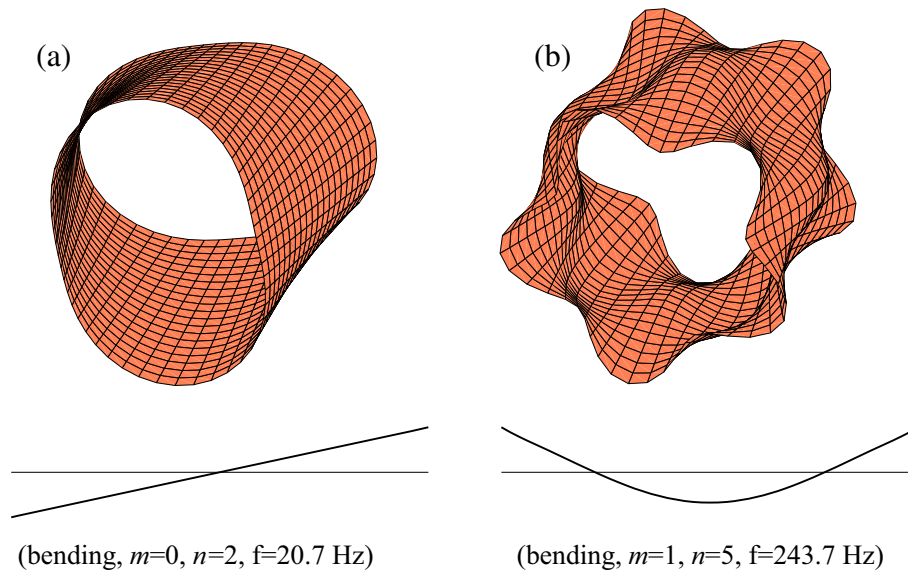 (a)
(b)
(bending, m=0, n=2, f=20.7 Hz)
(bending, m=1, n=5, f=243.7 Hz)